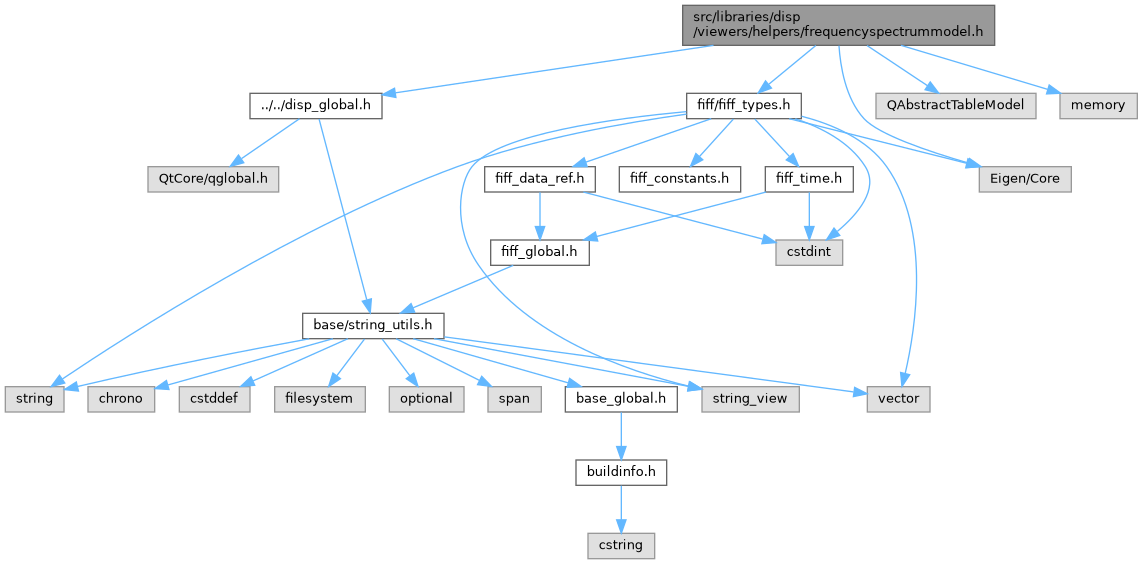 src/libraries/disp
/viewers/helpers/frequencyspectrummodel.h
../../disp_global.h
fiff/fiff_types.h
QAbstractTableModel
memory
QtCore/qglobal.h
fiff_data_ref.h
fiff_constants.h
fiff_time.h
Eigen/Core
fiff_global.h
cstdint
base/string_utils.h
string
chrono
cstddef
filesystem
optional
span
base_global.h
string_view
vector
buildinfo.h
cstring